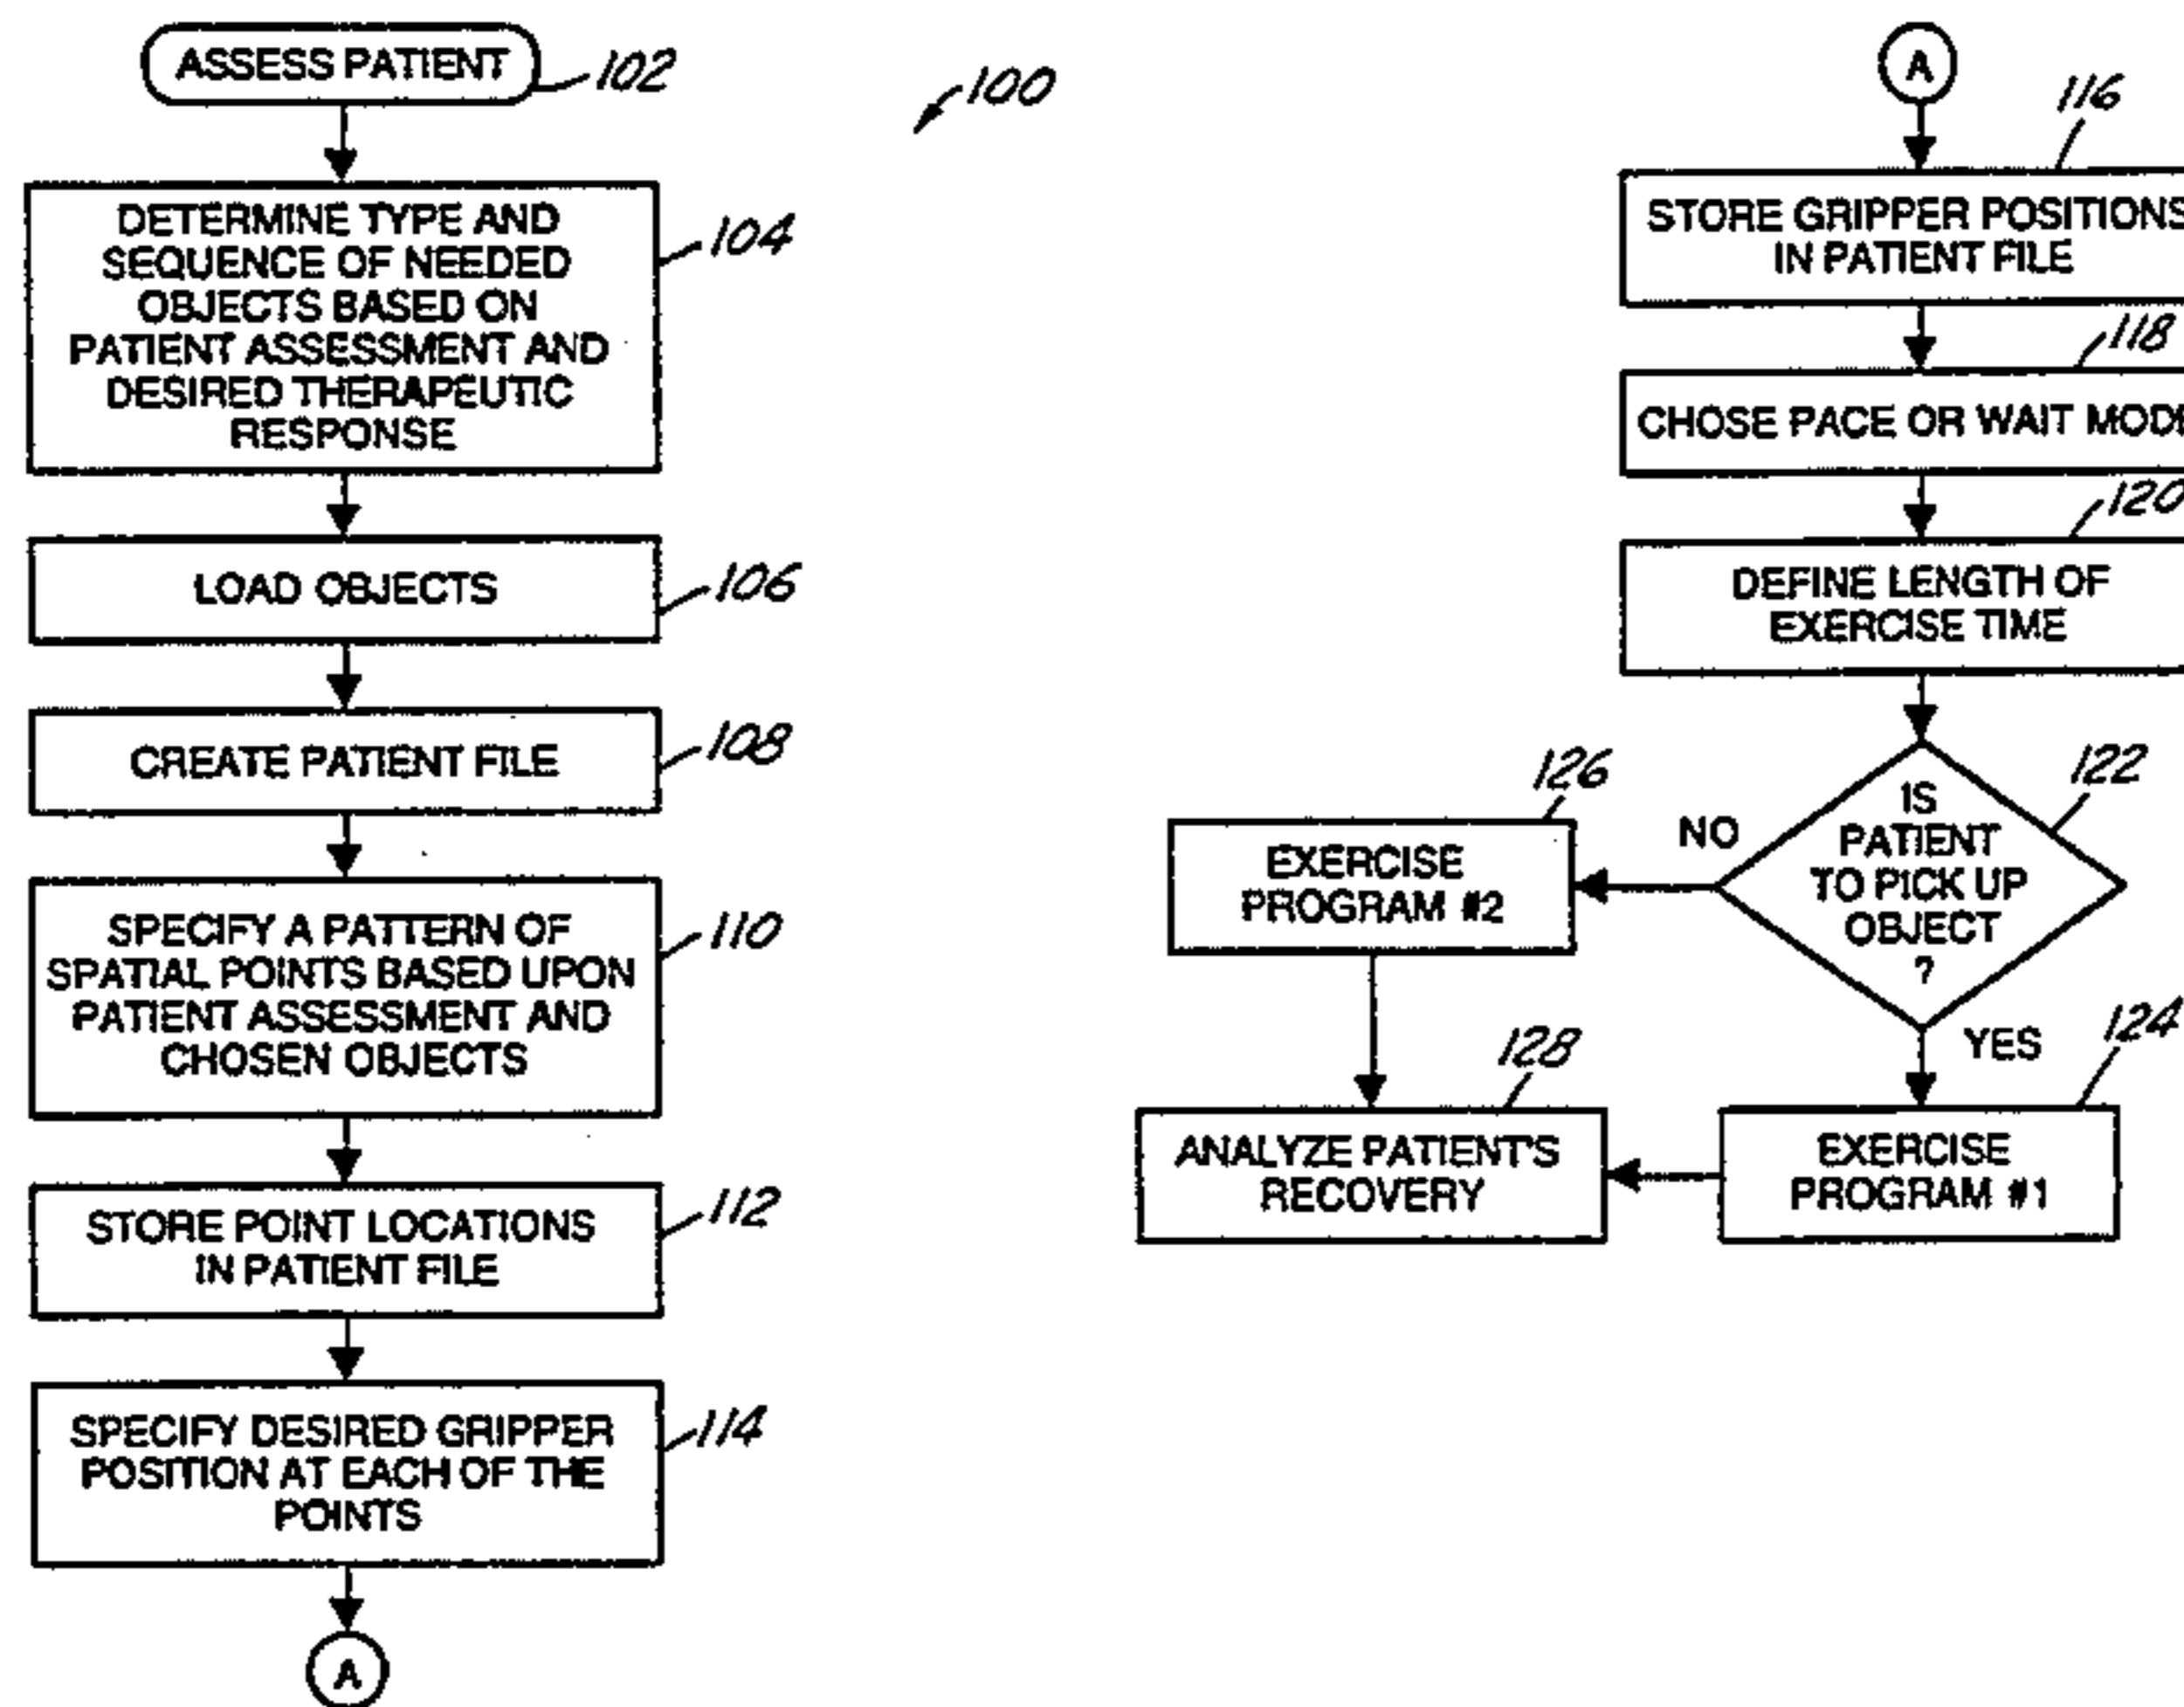 ASSESS PATIENT
102
100
DETERMINE TYPE AND
SEQUENCE OF NEEDED
OBJECTS BASED ON
PATIENT ASSESSMENT AND
DESIRED THERAPEUTIC
RESPONSE
104
LOAD OBJECTS
106
CREATE PATIENT FILE
108
SPECIFY A PATTERN OF
SPATIAL POINTS BASED UPON
PATIENT ASSESSMENT AND
CHOSEN OBJECTS
110
STORE POINT LOCATIONS
IN PATIENT FILE
112
SPECIFY DESIRED GRIPPER
POSITION AT EACH OF THE
POINTS
114
A
A
116
STORE GRIPPER POSITIONS
IN PATIENT FILE
118
CHOSE PACE OR WAIT MODE
120
DEFINE LENGTH OF
EXERCISE TIME
122
IS
PATIENT
TO PICK UP
OBJECT
?
NO
126
EXERCISE
PROGRAM #2
YES
124
EXERCISE
PROGRAM #1
128
ANALYZE PATIENT'S
RECOVERY